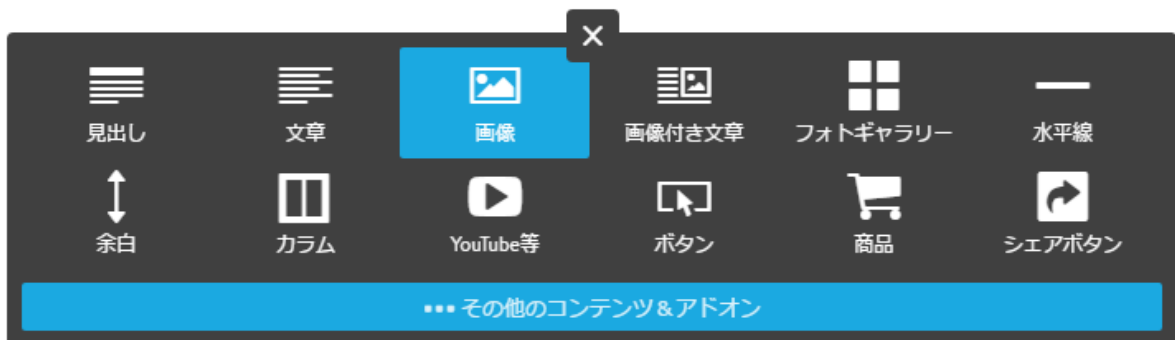 見出し
文章
画像
画像付き文章
フォトギャラリー
水平線
余白
カラム
YouTube等
ボタン
商品
シェアボタン
その他のコンテンツ&アドオン